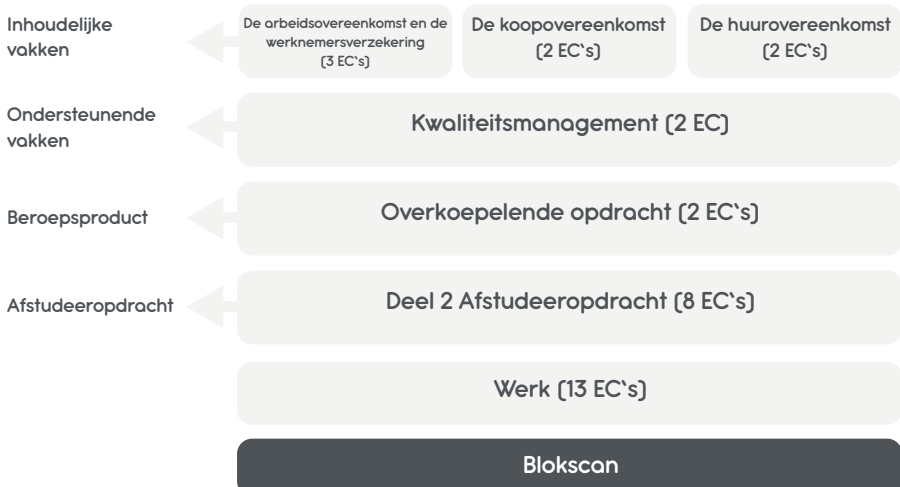 Inhoudelijke
vakken
De arbeidsovereenkomst en de
werknemersverzekering
(3 EC‘s)
De koopovereenkomst
(2 EC‘s)
De huurovereenkomst
(2 EC‘s)
Ondersteunende
vakken
Kwaliteitsmanagement (2 EC)
Beroepsproduct
Overkoepelende opdracht (2 EC‘s)
Afstudeeropdracht
Deel 2 Afstudeeropdracht (8 EC‘s)
Werk (13 EC‘s)
Blokscan